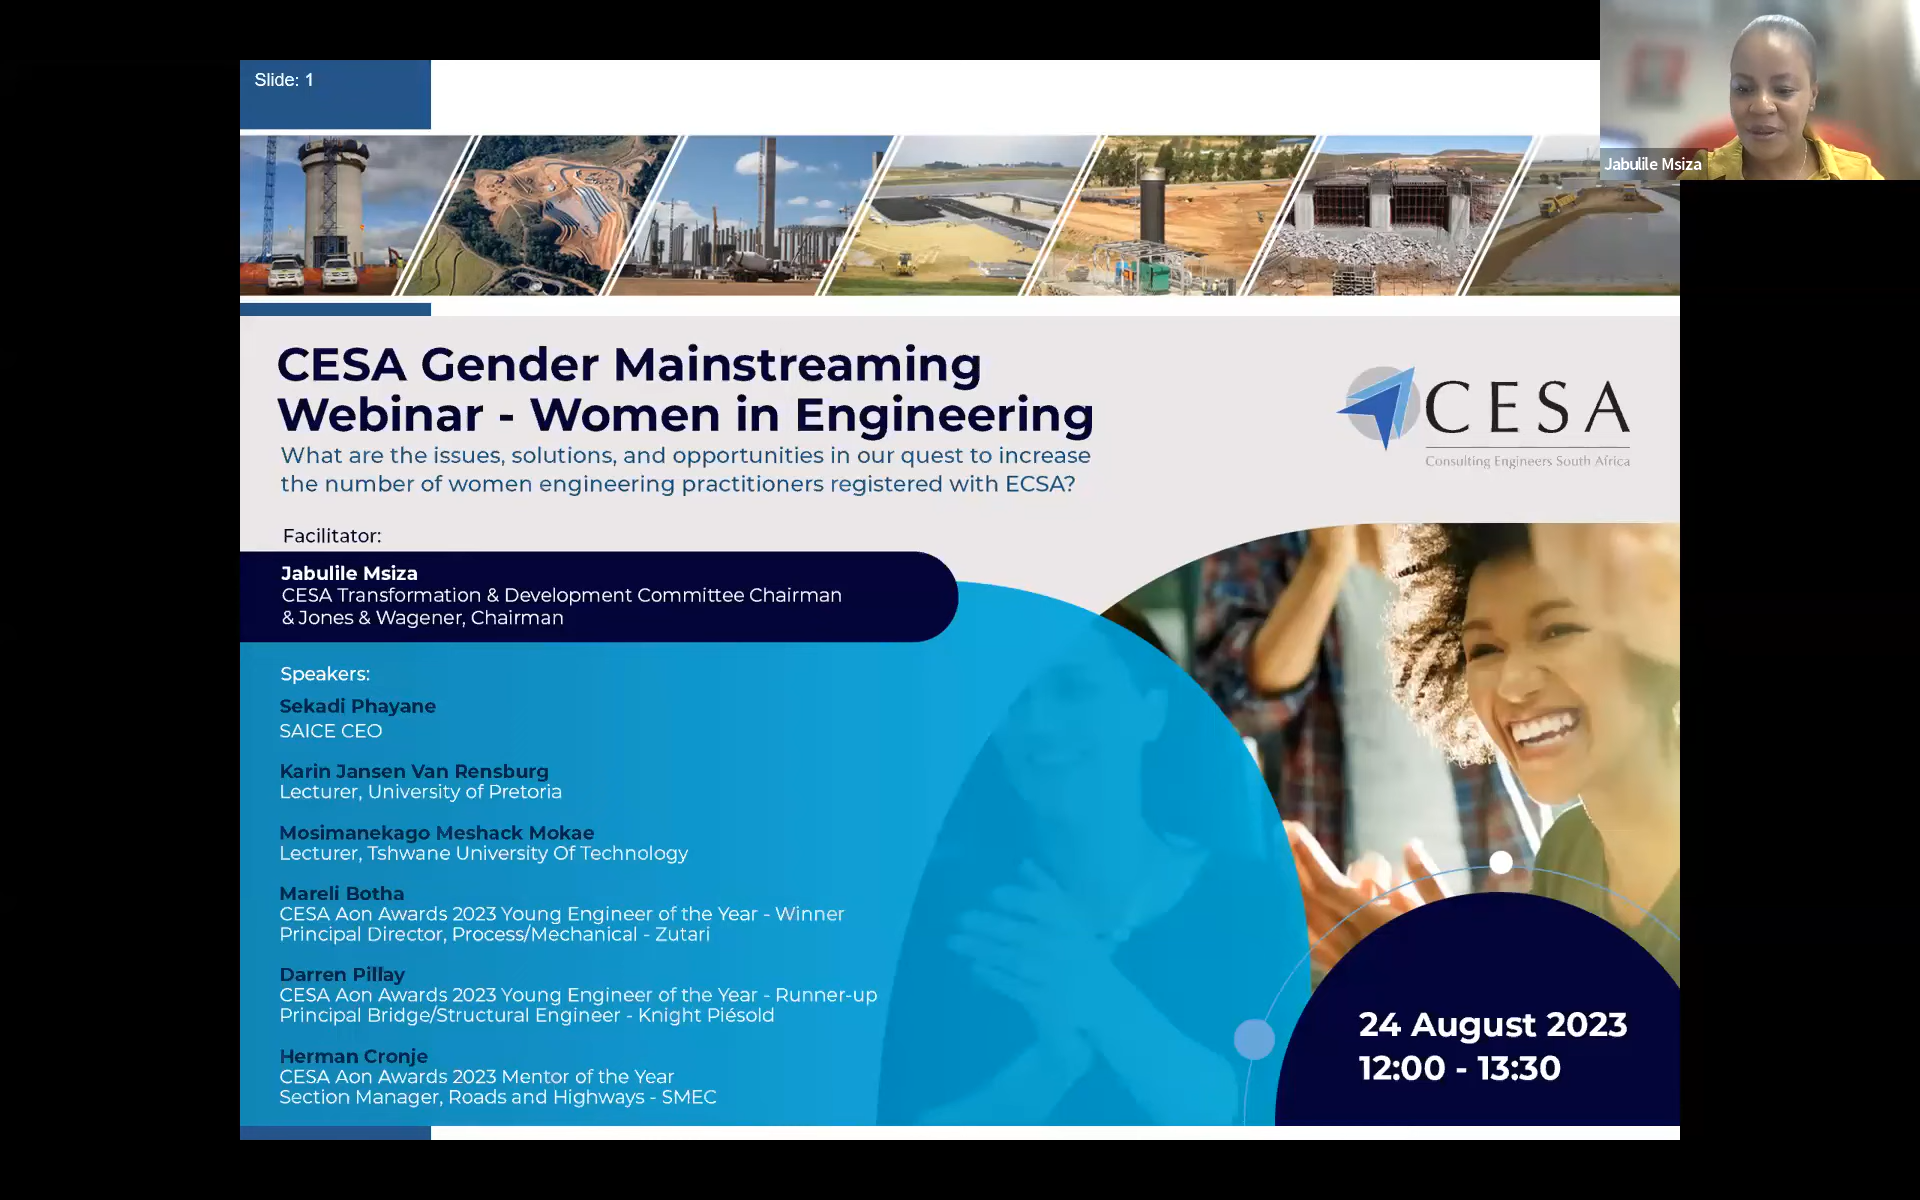 Slide: 1
Jabulile Msiza
CESA Gender Mainstreaming
Webinar - Women in Engineering
What are the issues, solutions, and opportunities in our quest to increase
the number of women engineering practitioners registered with ECSA?
CESA
Consulting Engineers South Africa
Facilitator:
Jabulile Msiza
CESA Transformation & Development Committee Chairman
& Jones & Wagener, Chairman
Speakers:
Sekadi Phayane
SAICE CEO
Karin Jansen Van Rensburg
Lecturer, University of Pretoria
Mosimanekago Meshack Mokae
Lecturer, Tshwane University Of Technology
Mareli Botha
CESA Aon Awards 2023 Young Engineer of the Year - Winner
Principal Director, Process/Mechanical - Zutari
Darren Pillay
CESA Aon Awards 2023 Young Engineer of the Year - Runner-up
Principal Bridge/Structural Engineer - Knight Piésold
Herman Cronje
CESA Aon Awards 2023 Mentor of the Year
Section Manager, Roads and Highways - SMEC
24 August 2023
12:00 - 13:30